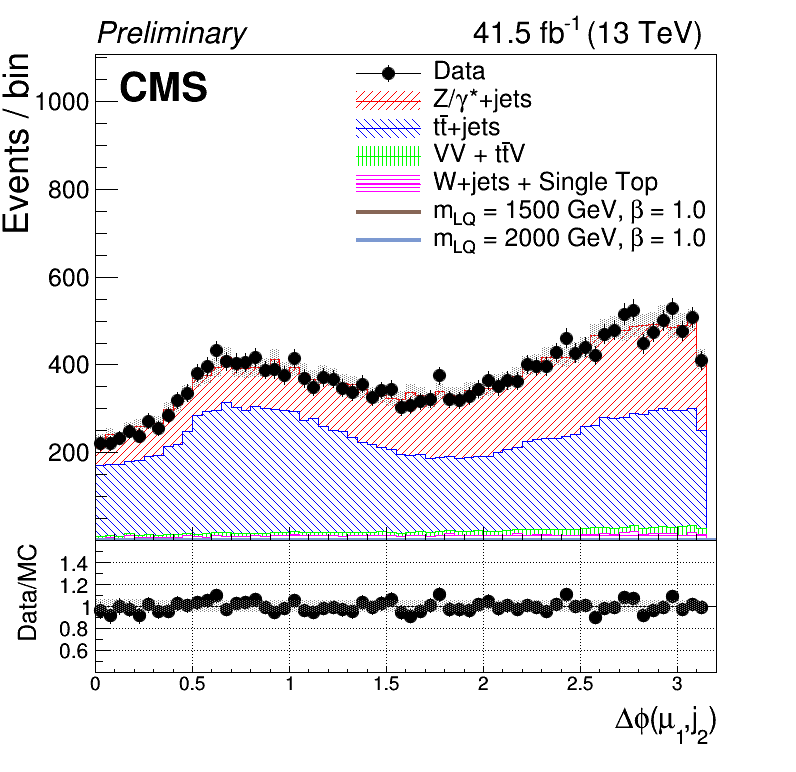 Preliminary 41.5 fb⁻¹ (13 TeV)
CMS
Events / bin
Data
Z/γ*+jets
tt̄+jets
VV + tt̄V
W+jets + Single Top
m_LQ = 1500 GeV, β = 1.0
m_LQ = 2000 GeV, β = 1.0
1000
800
600
400
200
Data/MC
1.4
1.2
1
0.8
0.6
0 0.5 1 1.5 2 2.5 3
Δϕ(μ₁,j₂)